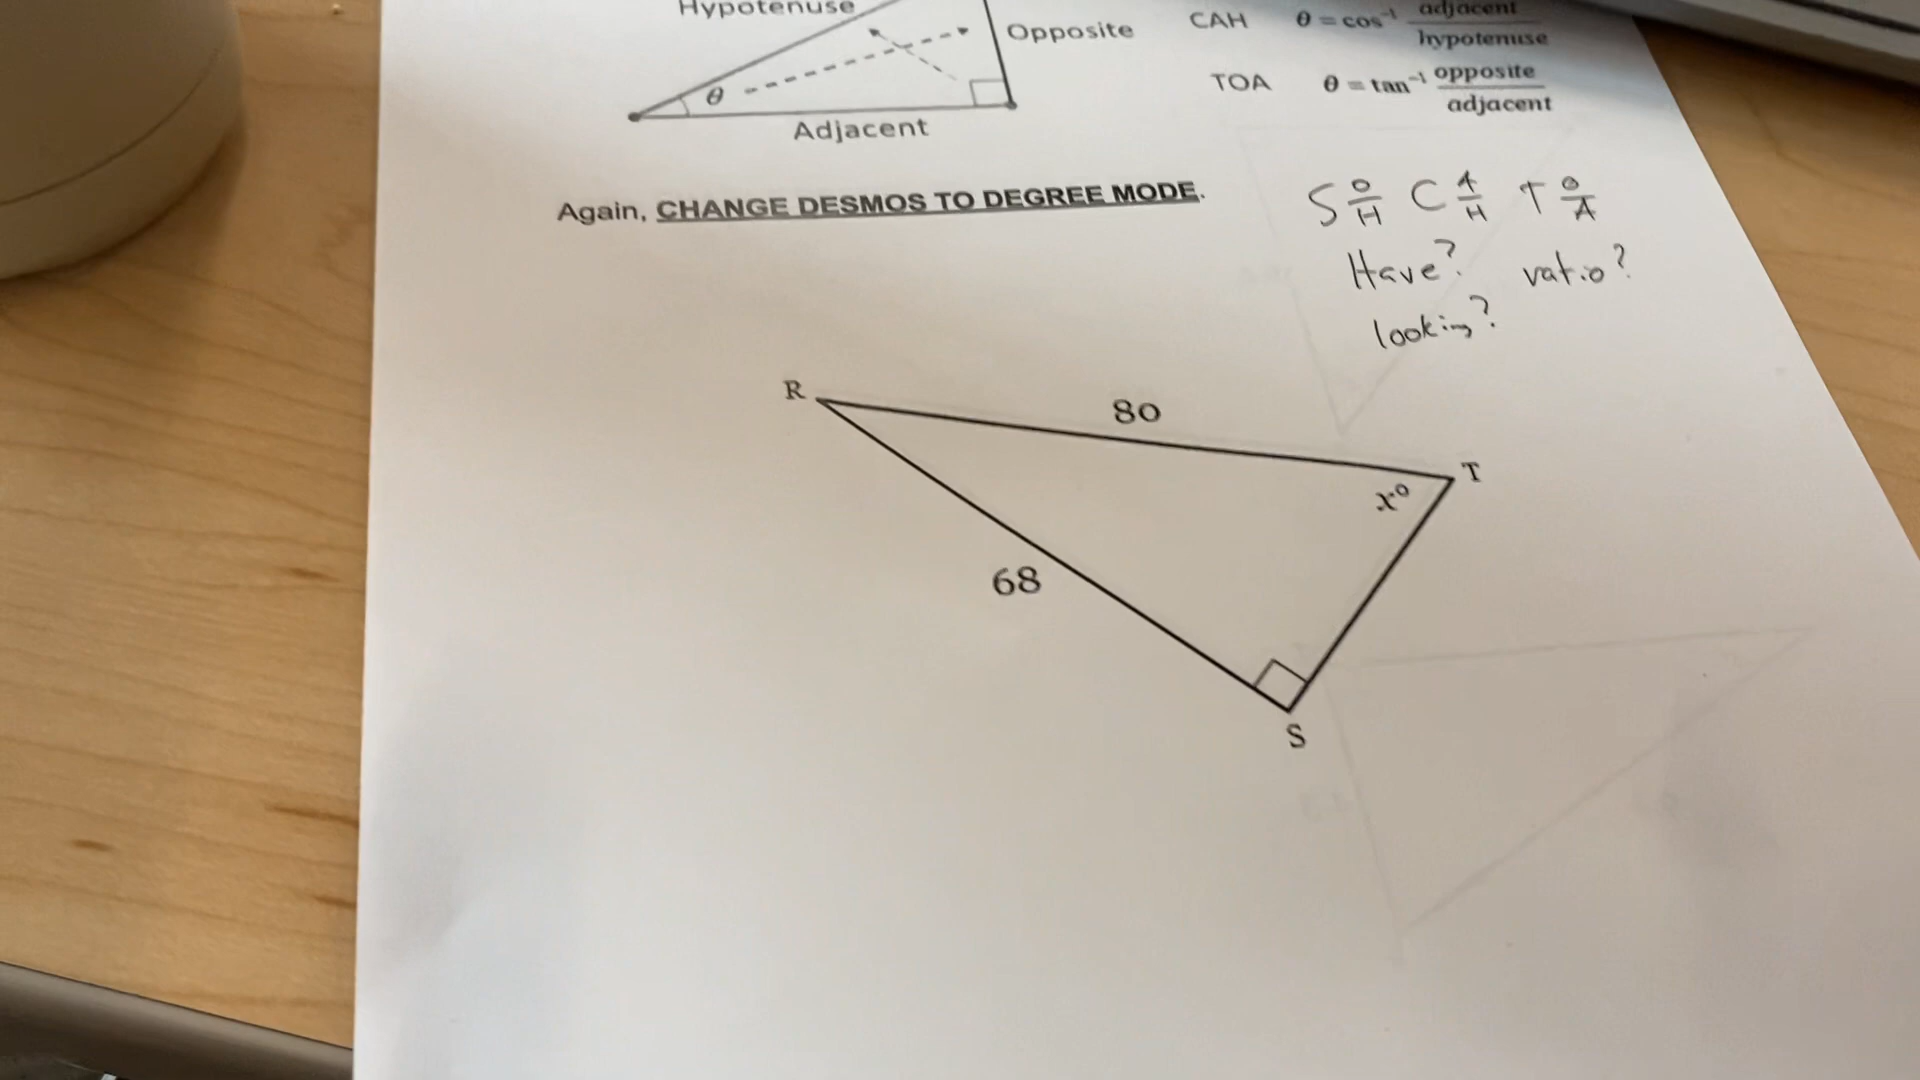 Hypotenuse
Opposite
θ
Adjacent
CAH θ = cos⁻¹ adjacent/hypotenuse
TOA θ = tan⁻¹ opposite/adjacent
Again, CHANGE DESMOS TO DEGREE MODE.
S O/H C A/H T O/A
Have? ratio?
looking?
R
80
T
x°
68
S